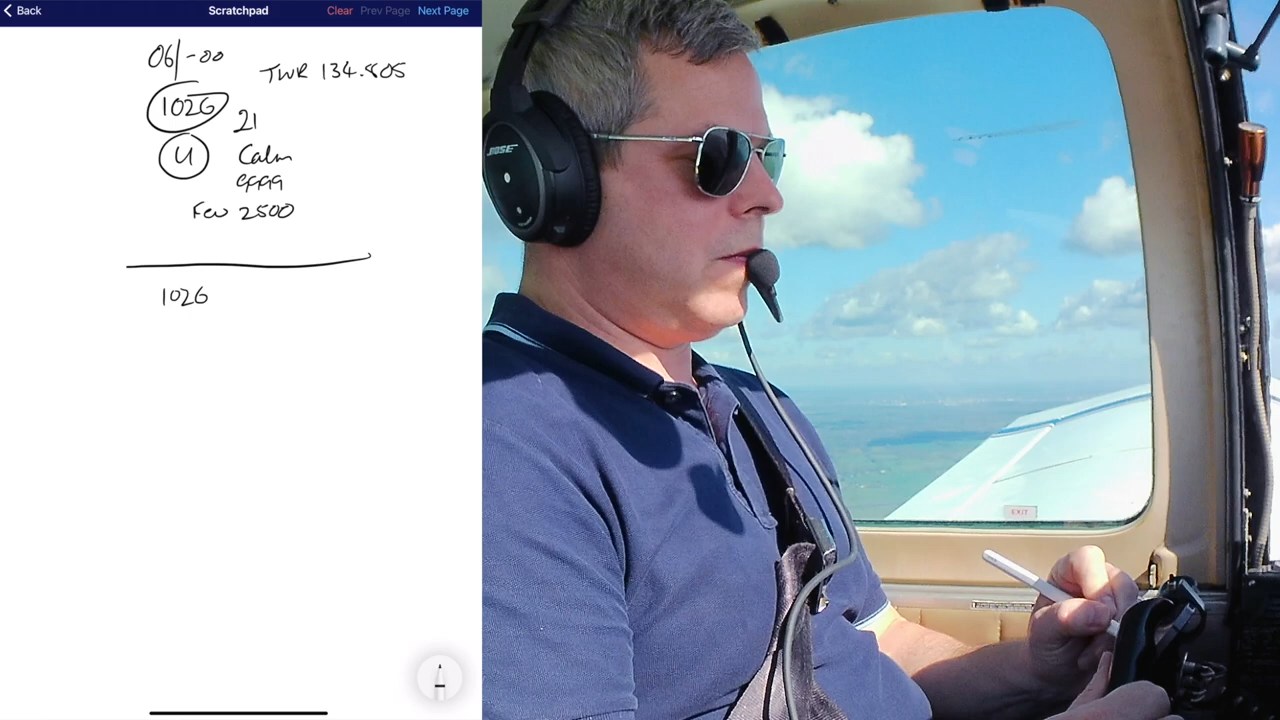 Back Scratchpad Clear Prev Page Next Page
06/-00
TWR 134.805
1026
21
U Calm
9999
Few 2500
1026
BOSE
EXIT